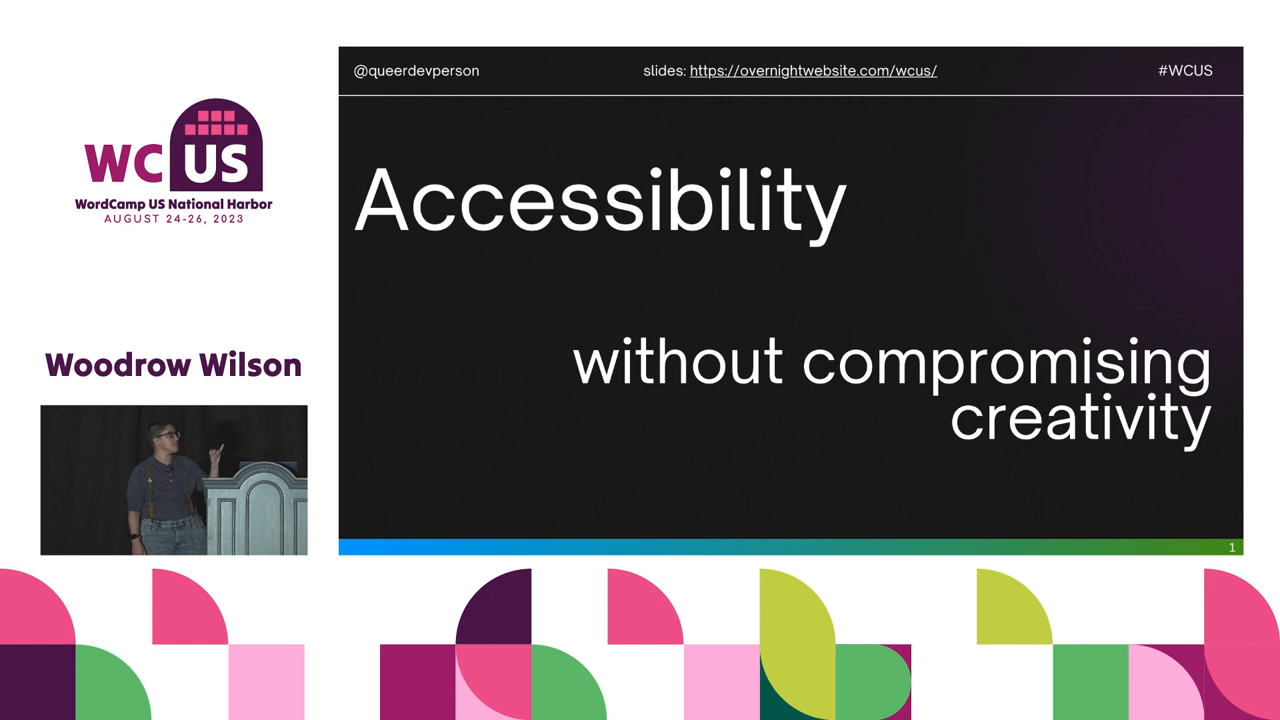 WC US
WordCamp US National Harbor
AUGUST 24-26, 2023
Woodrow Wilson
@queerdevperson
slides: https://overnightwebsite.com/wcus/
#WCUS
Accessibility
without compromising
creativity
1